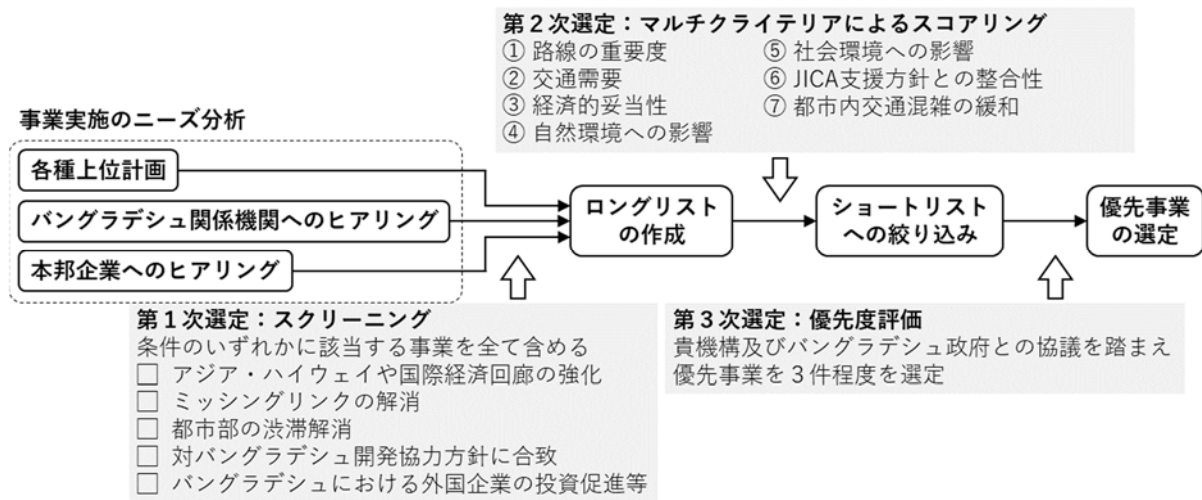 第２次選定：マルチクライテリアによるスコアリング
① 路線の重要度
② 交通需要
③ 経済的妥当性
④ 自然環境への影響
⑤ 社会環境への影響
⑥ JICA支援方針との整合性
⑦ 都市内交通混雑の緩和
事業実施のニーズ分析
各種上位計画
バングラデシュ関係機関へのヒアリング
本邦企業へのヒアリング
ロングリスト
の作成
ショートリスト
への絞り込み
優先事業
の選定
第１次選定：スクリーニング
条件のいずれかに該当する事業を全て含める
□ アジア・ハイウェイや国際経済回廊の強化
□ ミッシングリンクの解消
□ 都市部の渋滞解消
□ 対バングラデシュ開発協力方針に合致
□ バングラデシュにおける外国企業の投資促進等
第３次選定：優先度評価
貴機構及びバングラデシュ政府との協議を踏まえ
優先事業を３件程度を選定